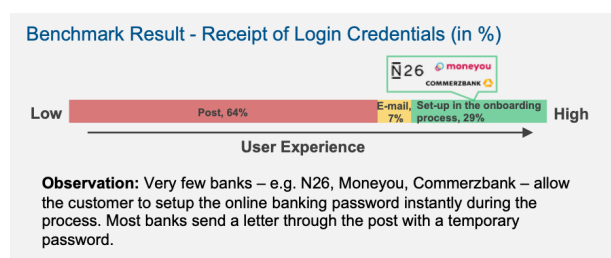 Benchmark Result - Receipt of Login Credentials (in %)
N26 moneyou
COMMERZBANK
Low
Post, 64%
E-mail,
7%
Set-up in the onboarding
process, 29%
High
User Experience
Observation: Very few banks – e.g. N26, Moneyou, Commerzbank – allow
the customer to setup the online banking password instantly during the
process. Most banks send a letter through the post with a temporary
password.